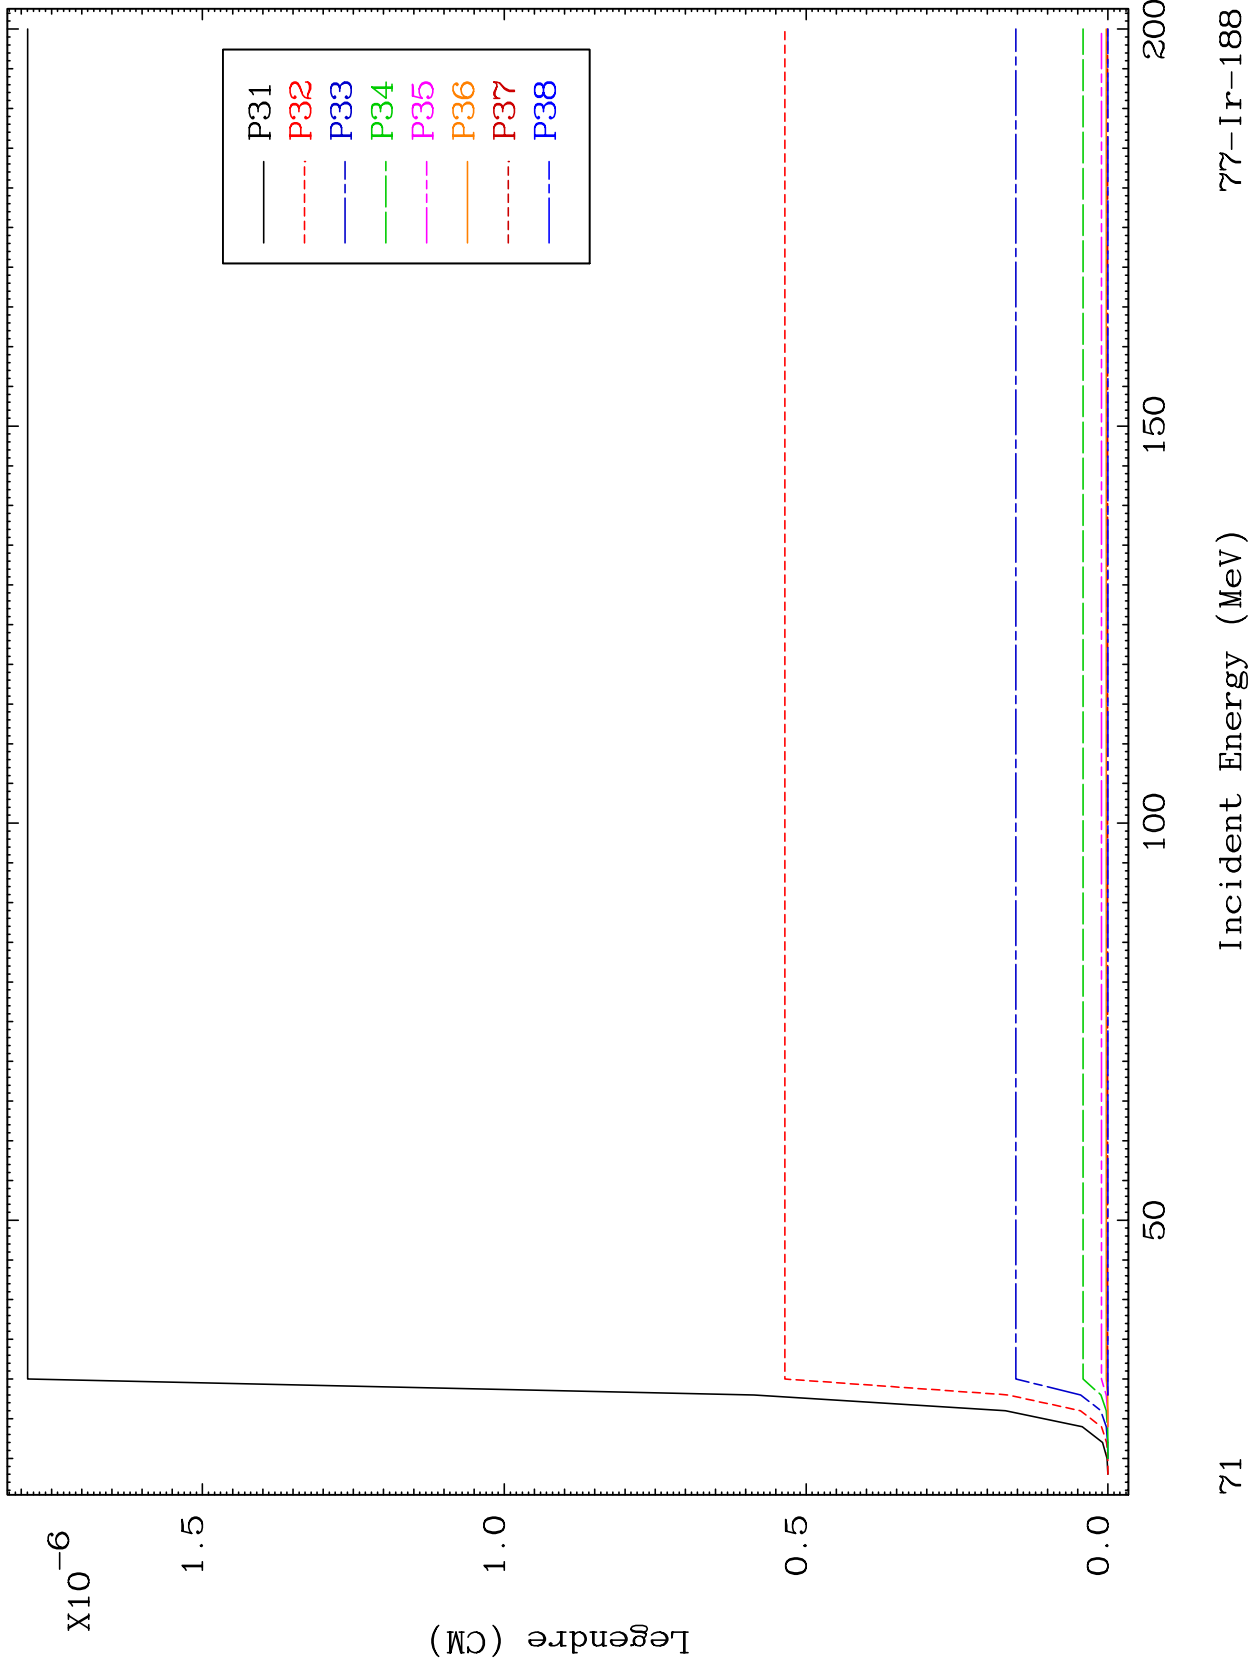 X10-6
1.5
1.0
0.5
0.0
Legendre (CM)
P31
P32
P33
P34
P35
P36
P37
P38
50
100
150
200
71
Incident Energy (MeV)
77-Ir-188